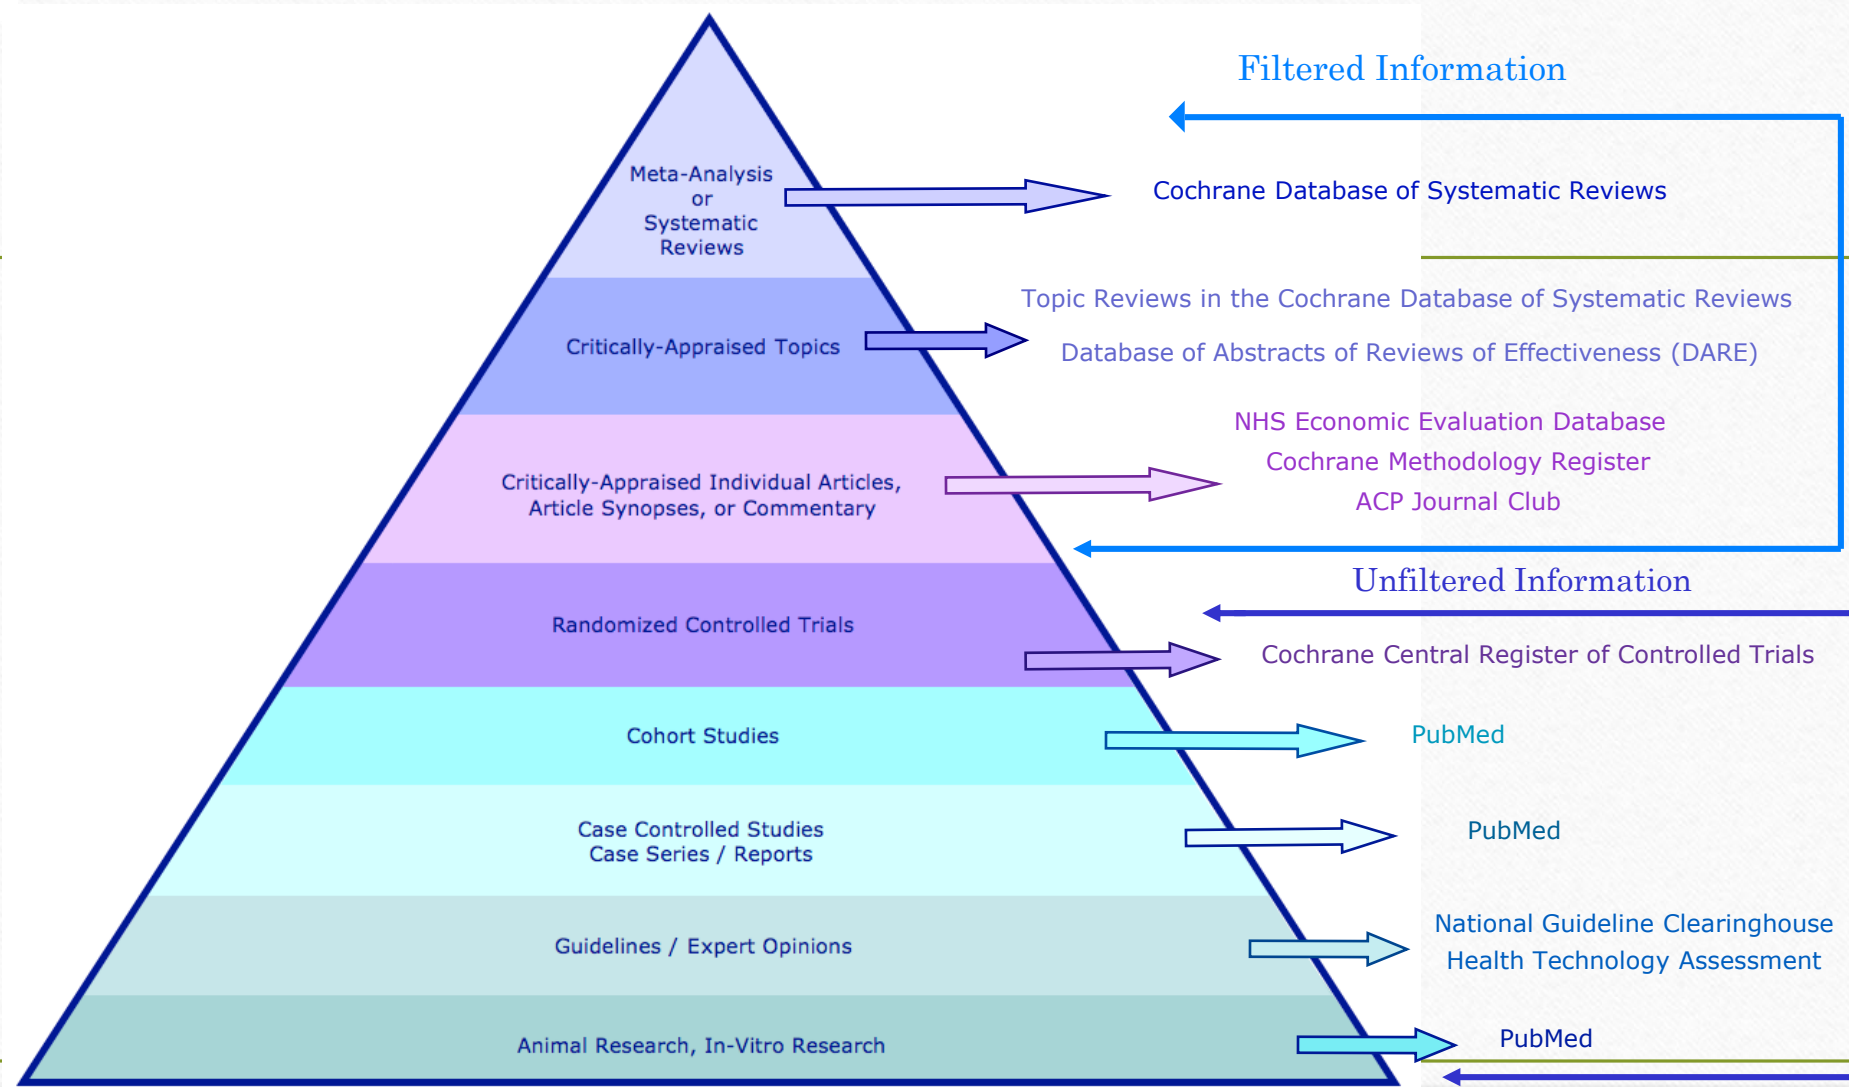 Filtered Information
Meta-Analysis
or
Systematic
Reviews
Cochrane Database of Systematic Reviews
Critically-Appraised Topics
Topic Reviews in the Cochrane Database of Systematic Reviews
Database of Abstracts of Reviews of Effectiveness (DARE)
Critically-Appraised Individual Articles,
Article Synopses, or Commentary
NHS Economic Evaluation Database
Cochrane Methodology Register
ACP Journal Club
Unfiltered Information
Randomized Controlled Trials
Cochrane Central Register of Controlled Trials
Cohort Studies
PubMed
Case Controlled Studies
Case Series / Reports
PubMed
Guidelines / Expert Opinions
National Guideline Clearinghouse
Health Technology Assessment
Animal Research, In-Vitro Research
PubMed